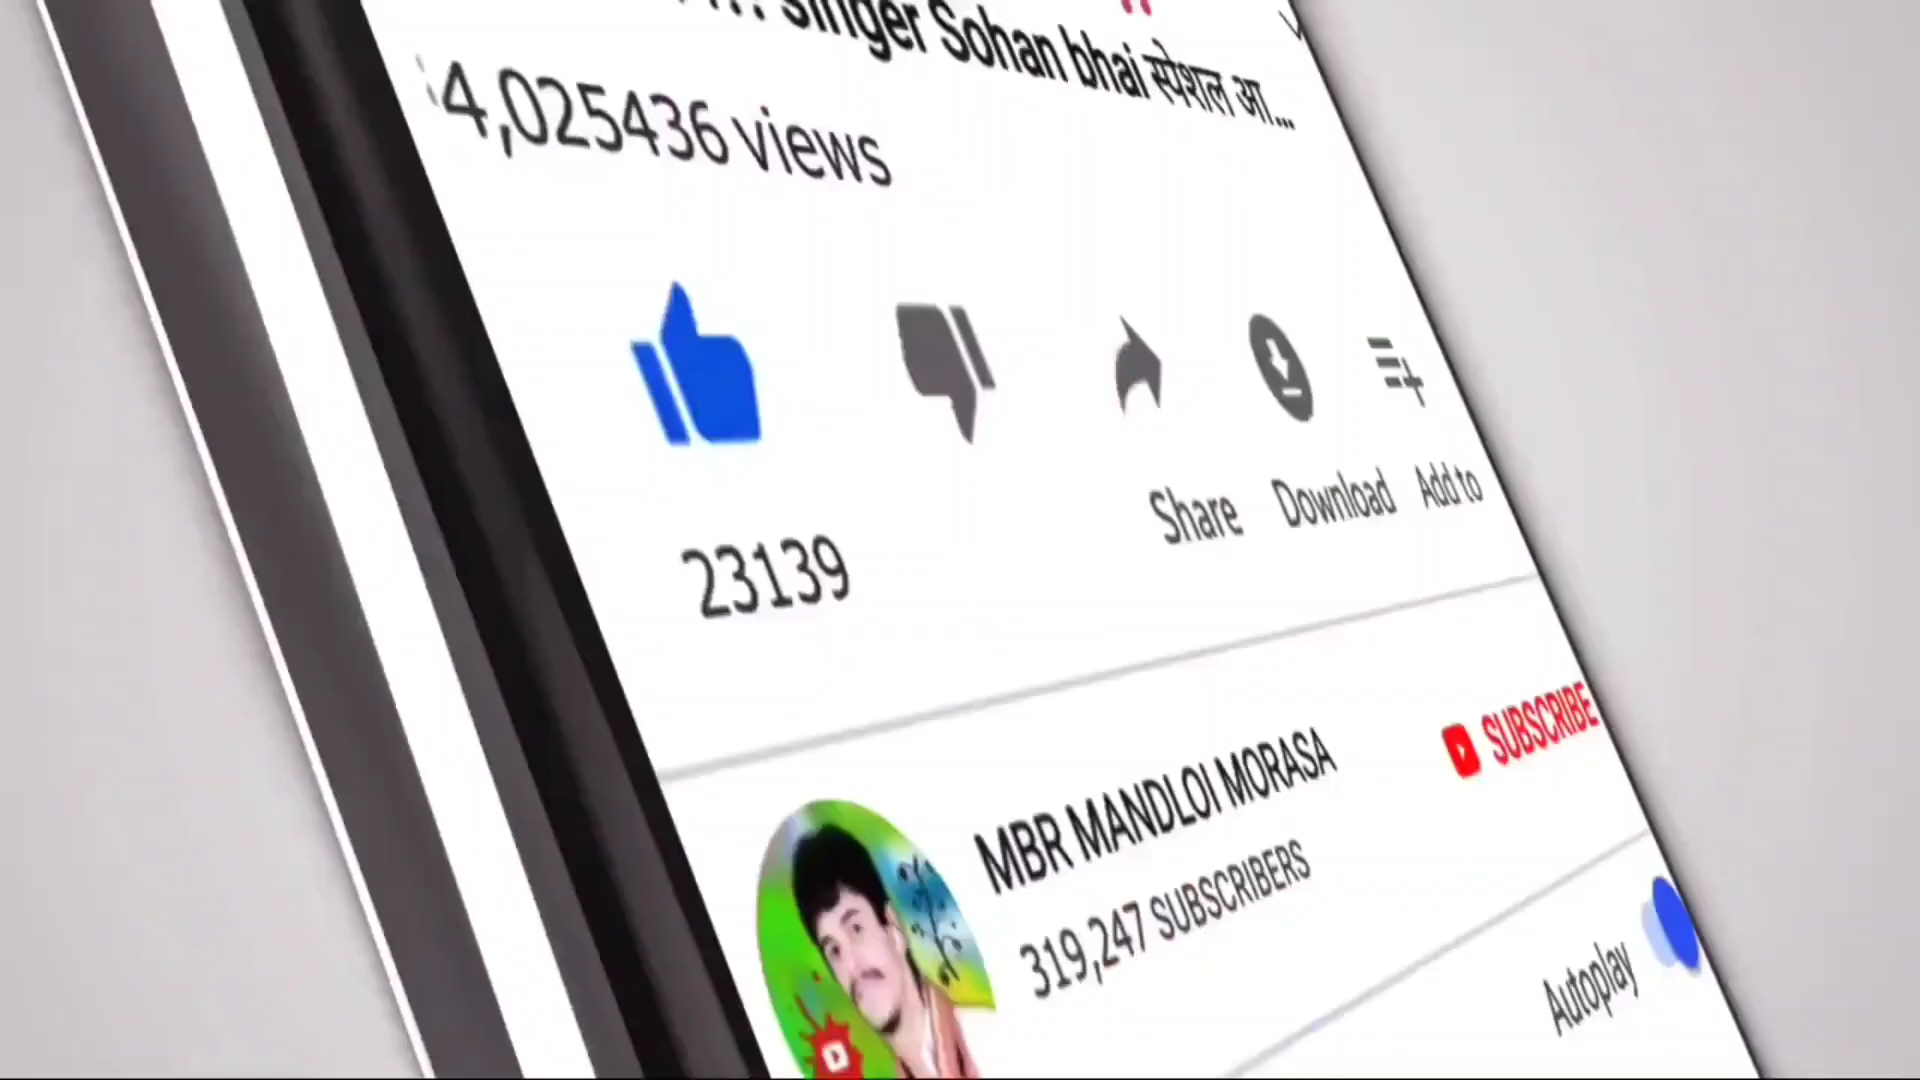 singer Sohan bhai स्पेशल आ...
4,025436 views
23139
Share Download Add to
MBR MANDLOI MORASA
SUBSCRIBE
319,247 SUBSCRIBERS
Autoplay